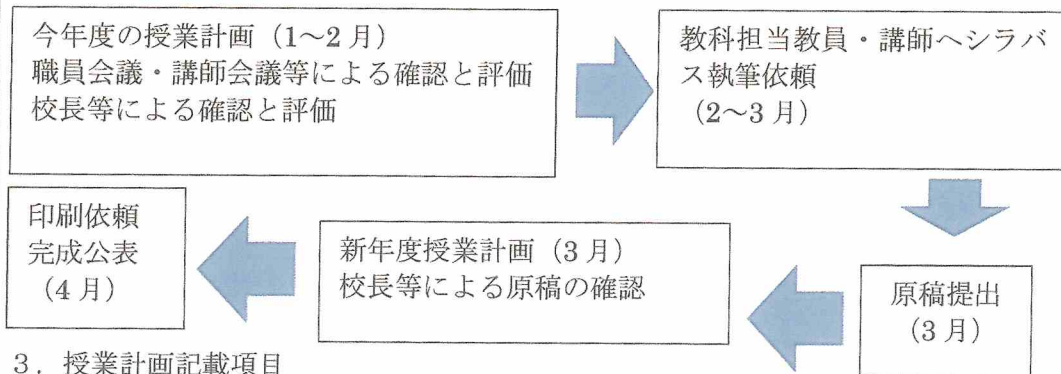 今年度の授業計画（1～2月）
職員会議・講師会議等による確認と評価
校長等による確認と評価
教科担当教員・講師へシラバ
ス執筆依頼
（2～3月）
原稿提出
（3月）
新年度授業計画（3月）
校長等による原稿の確認
印刷依頼
完成公表
（4月）
3．授業計画記載項目